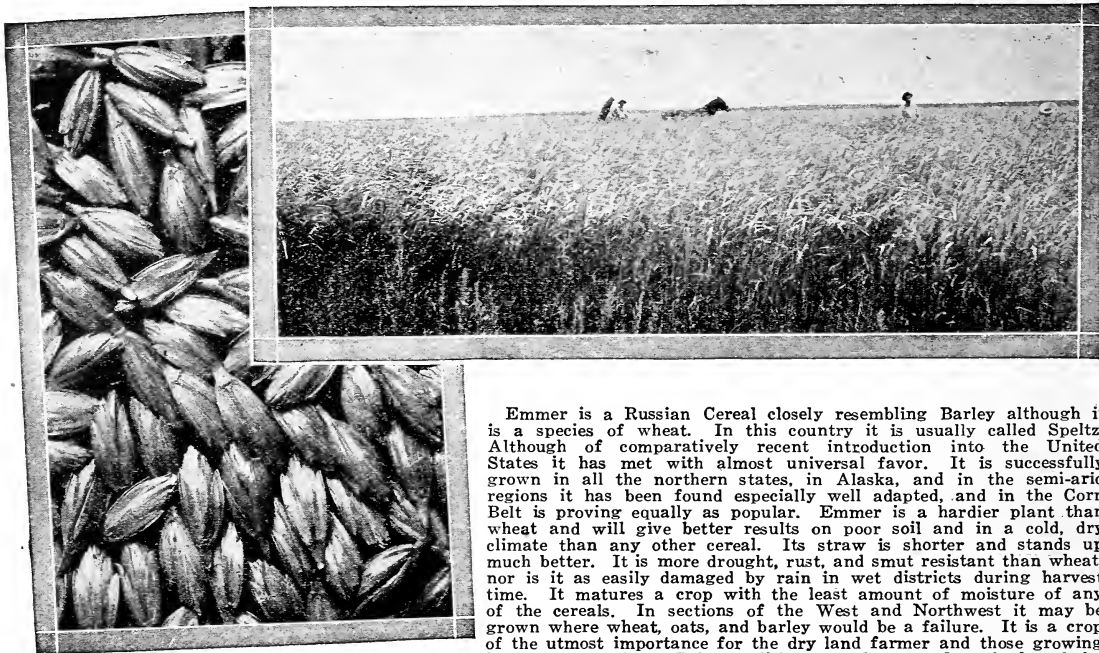 Emmer is a Russian Cereal closely resembling Barley although i
is a species of wheat. In this country it is usually called Speltz
Although of comparatively recent introduction into the United
States it has met with almost universal favor. It is successfully
grown in all the northern states, in Alaska, and in the semi-arid
regions it has been found especially well adapted, and in the Corn
Belt is proving equally as popular. Emmer is a hardier plant than
wheat and will give better results on poor soil and in a cold, dry
climate than any other cereal. Its straw is shorter and stands up
much better. It is more drought, rust, and smut resistant than wheat
nor is it as easily damaged by rain in wet districts during harvest
time. It matures a crop with the least amount of moisture of any
of the cereals. In sections of the West and Northwest it may be
grown where wheat, oats, and barley would be a failure. It is a crop
of the utmost importance for the dry land farmer and those growing